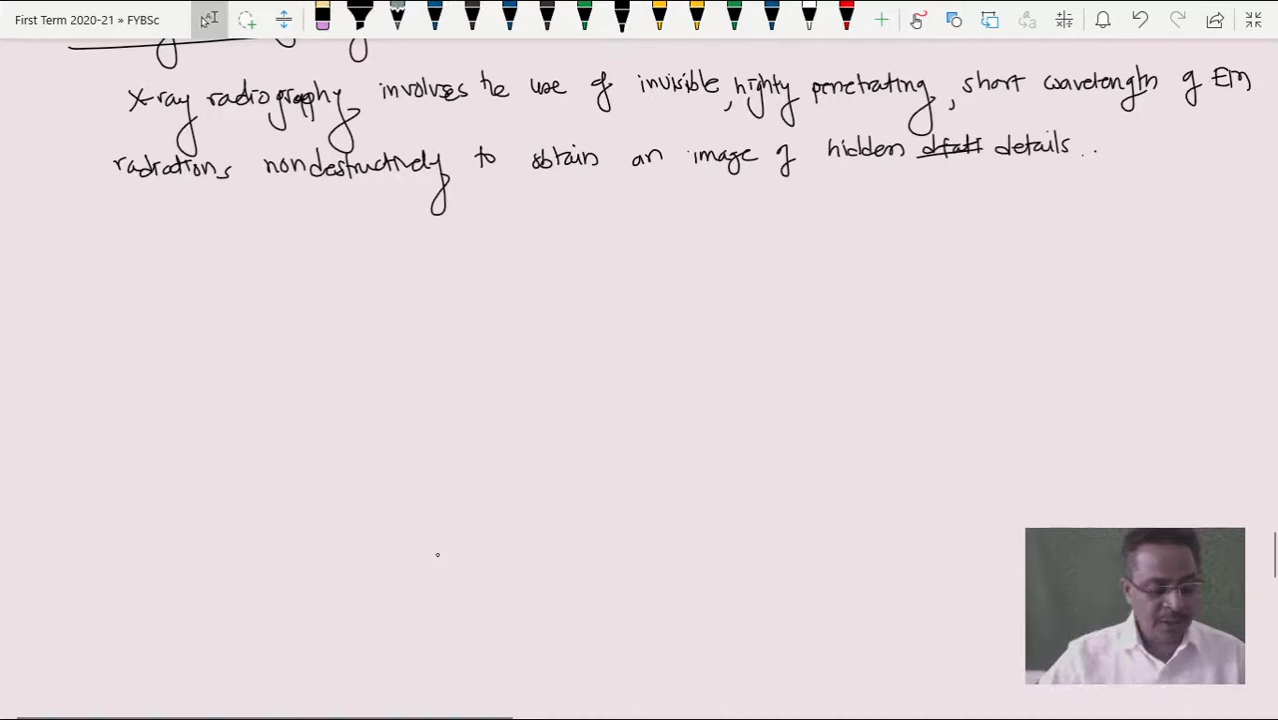 First Term 2020-21 » FYBSc
X-ray radiography involves the use of invisible, highly penetrating, short wavelength of EM
radiations nondestructively to obtain an image of hidden details ..